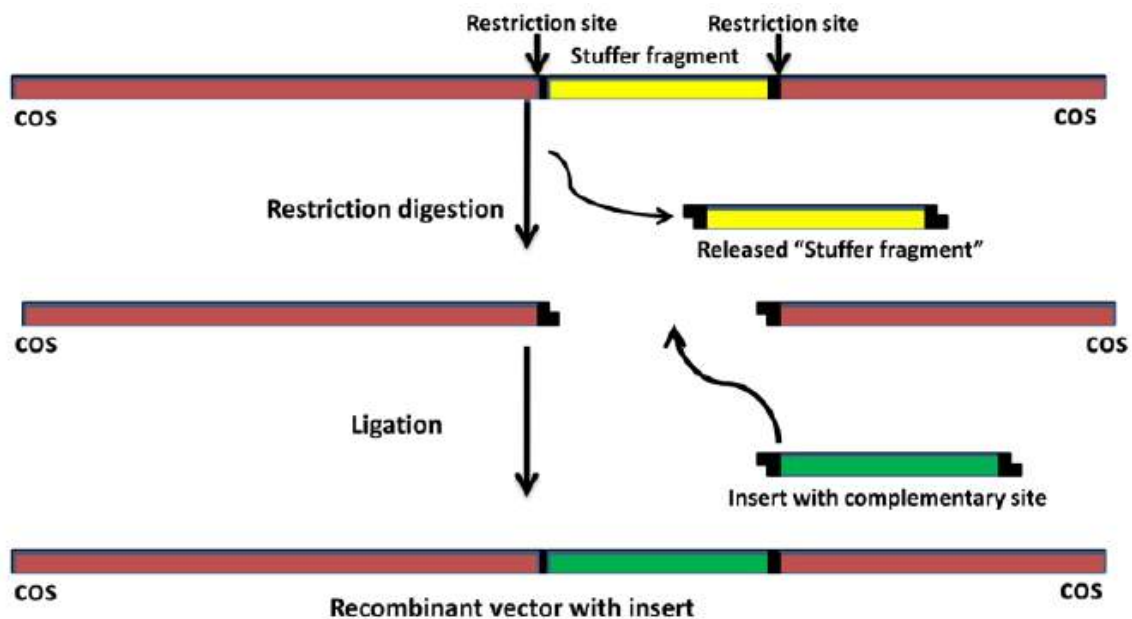 Restriction site
Restriction site
Stuffer fragment
COS
COS
Restriction digestion
Released “Stuffer fragment”
COS
COS
Ligation
Insert with complementary site
COS
COS
Recombinant vector with insert